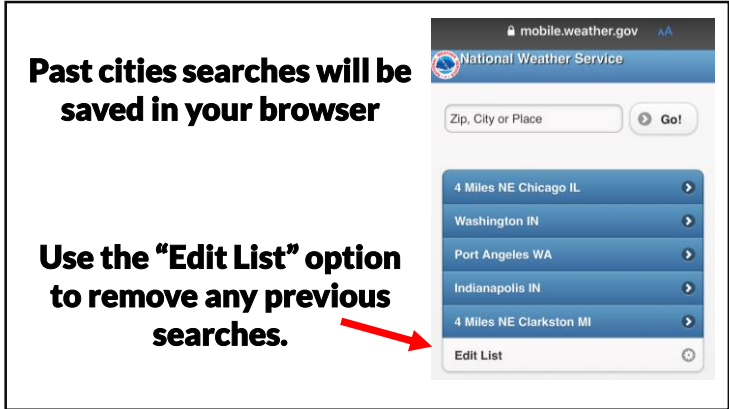 Past cities searches will be
saved in your browser
Use the “Edit List” option
to remove any previous
searches.
mobile.weather.gov AA
National Weather Service
Zip, City or Place
Go!
4 Miles NE Chicago IL
Washington IN
Port Angeles WA
Indianapolis IN
4 Miles NE Clarkston MI
Edit List